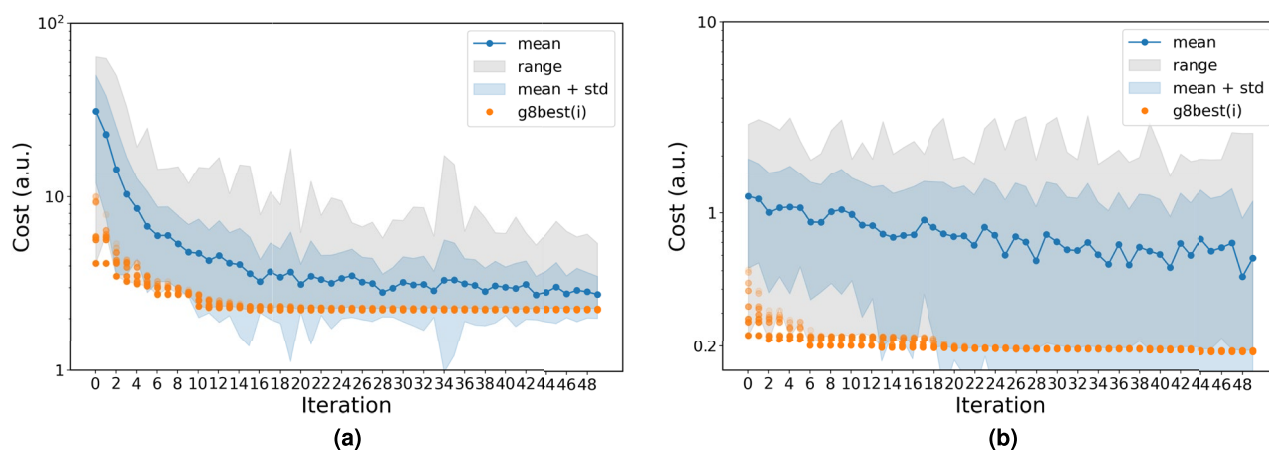 10²
10
1
Cost (a.u.)
mean
range
mean + std
g8best(i)
0 2 4 6 8 10 12 14 16 18 20 22 24 26 28 30 32 34 36 38 40 42 44 46 48
Iteration
(a)
10
1
0.2
Cost (a.u.)
mean
range
mean + std
g8best(i)
0 2 4 6 8 10 12 14 16 18 20 22 24 26 28 30 32 34 36 38 40 42 44 46 48
Iteration
(b)